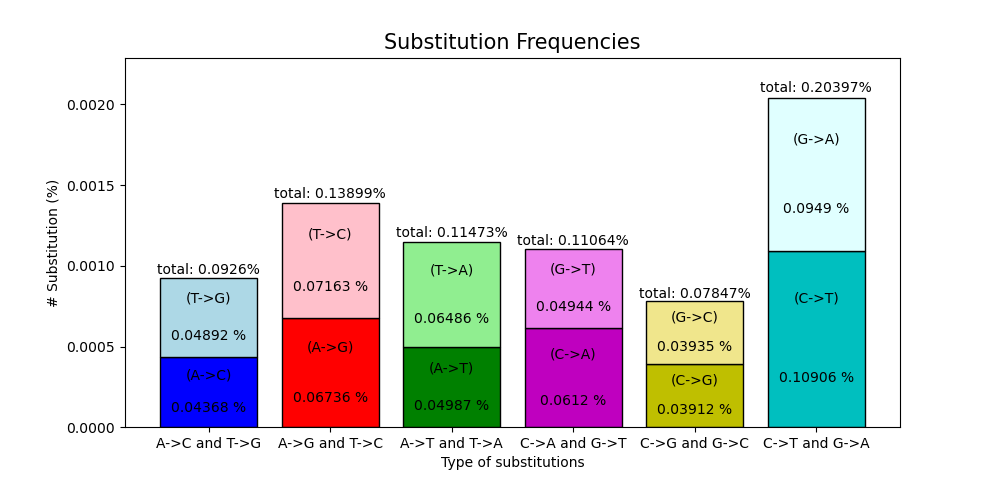 Substitution Frequencies
# Substitution (%)
0.0020
0.0015
0.0010
0.0005
0.0000
total: 0.0926%
(T->G)
0.04892 %
(A->C)
0.04368 %
total: 0.13899%
(T->C)
0.07163 %
(A->G)
0.06736 %
total: 0.11473%
(T->A)
0.06486 %
(A->T)
0.04987 %
total: 0.11064%
(G->T)
0.04944 %
(C->A)
0.0612 %
total: 0.07847%
(G->C)
0.03935 %
(C->G)
0.03912 %
total: 0.20397%
(G->A)
0.0949 %
(C->T)
0.10906 %
A->C and T->G
A->G and T->C
A->T and T->A
C->A and G->T
C->G and G->C
C->T and G->A
Type of substitutions